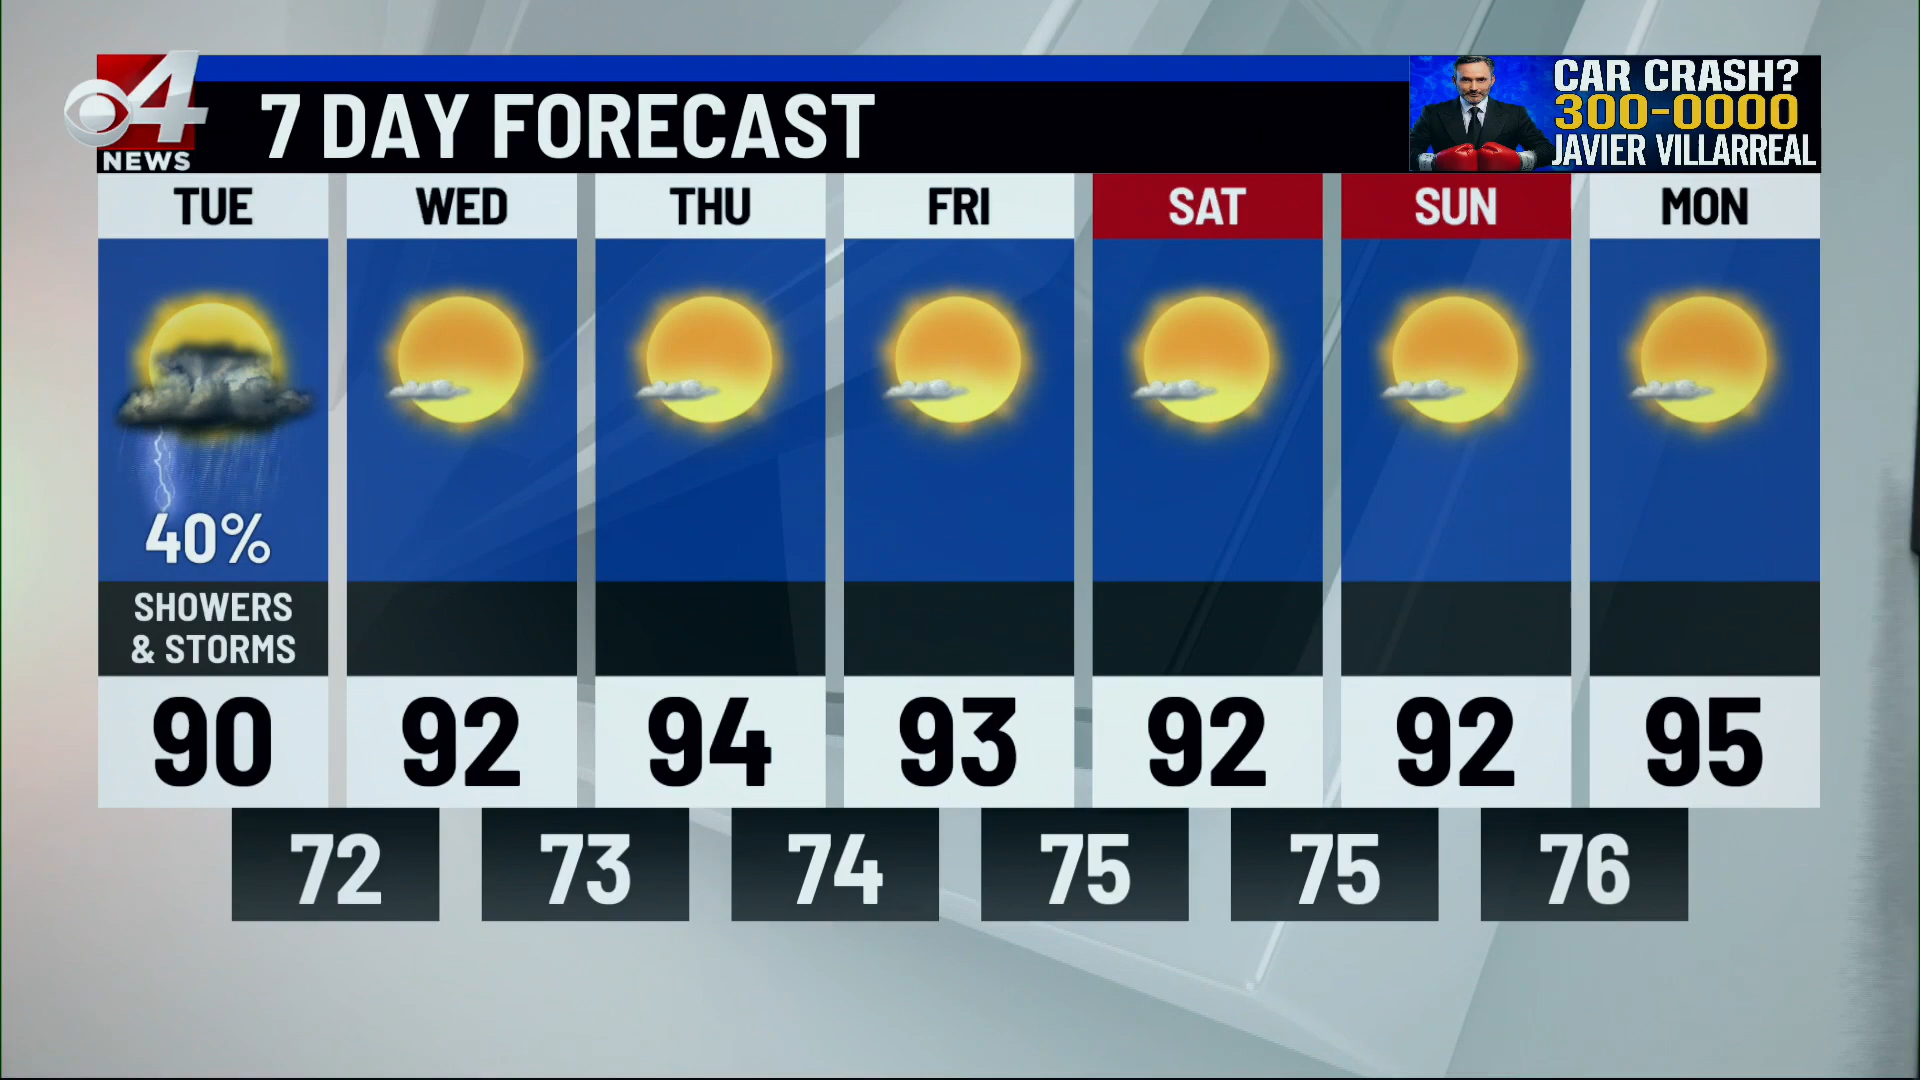 4
NEWS
7 DAY FORECAST
CAR CRASH?
300-0000
JAVIER VILLARREAL
TUE
WED
THU
FRI
SAT
SUN
MON
40%
SHOWERS
& STORMS
90
92
94
93
92
92
95
72
73
74
75
75
76